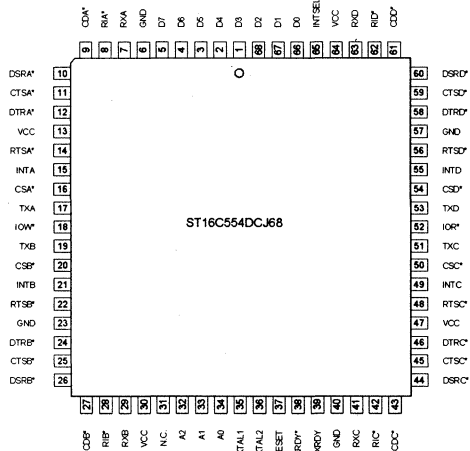 CDA* RIA* RXA GND D7 D6 D5 D4 D3 D2 D1 D0 INTSEL VCC RXD RID* CDD*
9 8 7 6 5 4 3 2 1 68 67 66 65 64 63 62 61
DSRA* 10 60 DSRD*
CTSA* 11 59 CTSD*
DTRA* 12 58 DTRD*
VCC 13 57 GND
RTSA* 14 56 RTSD*
INTA 15 55 INTD
CSA* 16 54 CSD*
TXA 17 53 TXD
IOW* 18 52 IOR*
TXB 19 51 TXC
CSB* 20 50 CSC*
INTB 21 49 INTC
RTSB* 22 48 RTSC*
GND 23 47 VCC
DTRB* 24 46 DTRC*
CTSB* 25 45 CTSC*
DSRB* 26 44 DSRC*
ST16C554DCJ68
27 28 29 30 31 32 33 34 35 36 37 38 39 40 41 42 43
CDB* RIB* RXB VCC N.C. A2 A1 A0 XTAL1 XTAL2 ESET XRDY* XRDY GND RXC RIC* CDC*